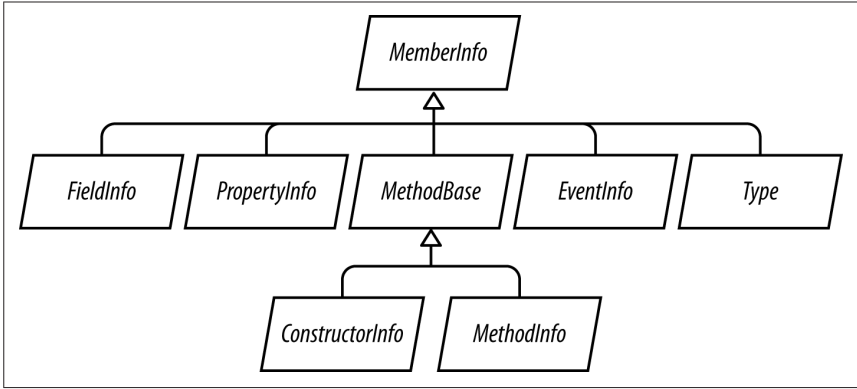 MemberInfo
FieldInfo
PropertyInfo
MethodBase
EventInfo
Type
ConstructorInfo
MethodInfo